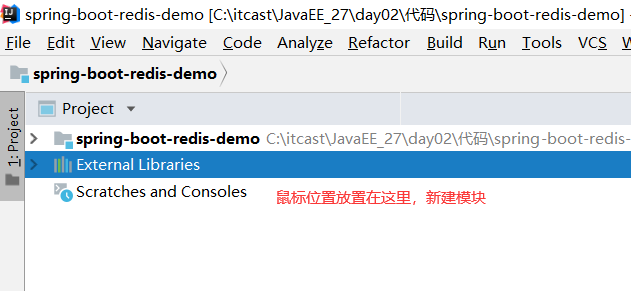 spring-boot-redis-demo [C:\itcast\JavaEE_27\day02\代码\spring-boot-redis-demo] -
File Edit View Navigate Code Analyze Refactor Build Run Tools VCS
spring-boot-redis-demo
1: Project
Project
spring-boot-redis-demo C:\itcast\JavaEE_27\day02\代码\spring-boot-redis-
External Libraries
Scratches and Consoles
鼠标位置放置在这里，新建模块